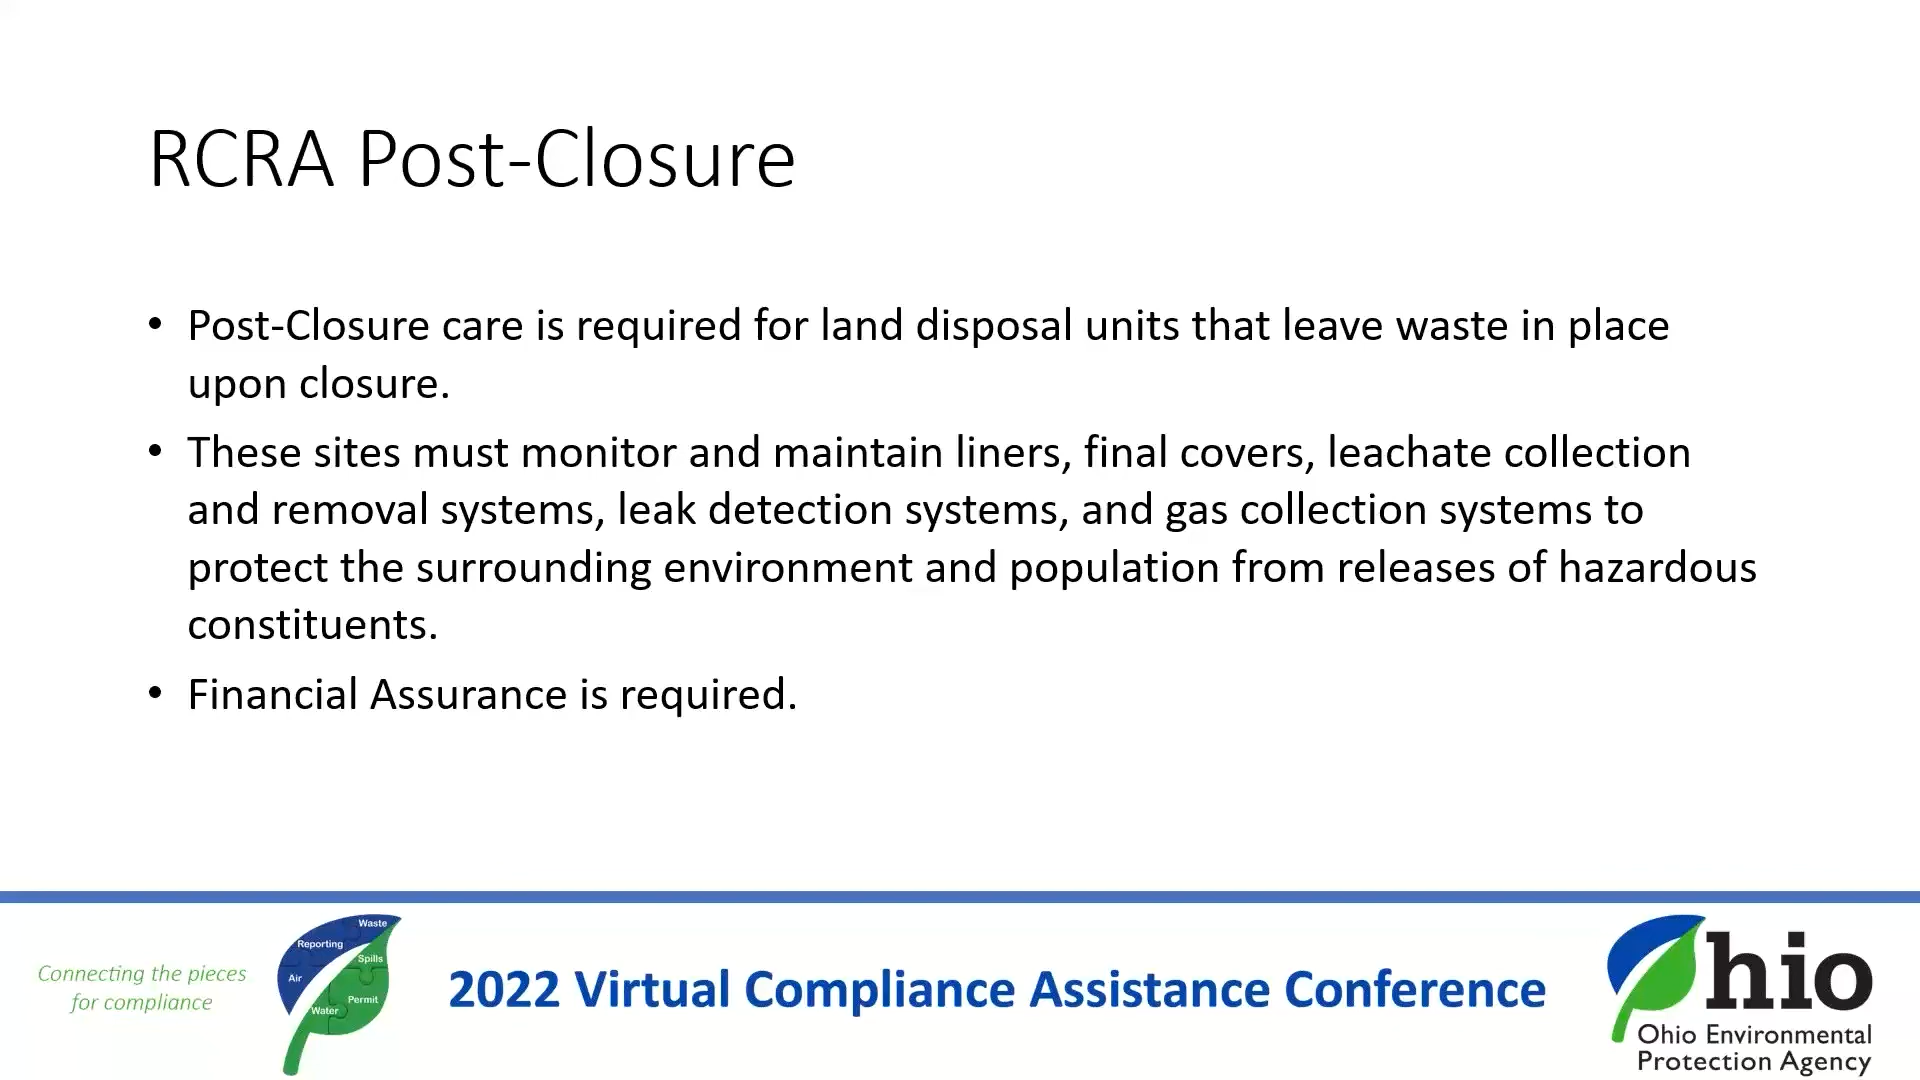 RCRA Post-Closure
• Post-Closure care is required for land disposal units that leave waste in place
upon closure.
• These sites must monitor and maintain liners, final covers, leachate collection
and removal systems, leak detection systems, and gas collection systems to
protect the surrounding environment and population from releases of hazardous
constituents.
• Financial Assurance is required.
Connecting the pieces
for compliance
Waste
Reporting
Spills
Air
Permit
Water
2022 Virtual Compliance Assistance Conference
Ohio
Ohio Environmental
Protection Agency